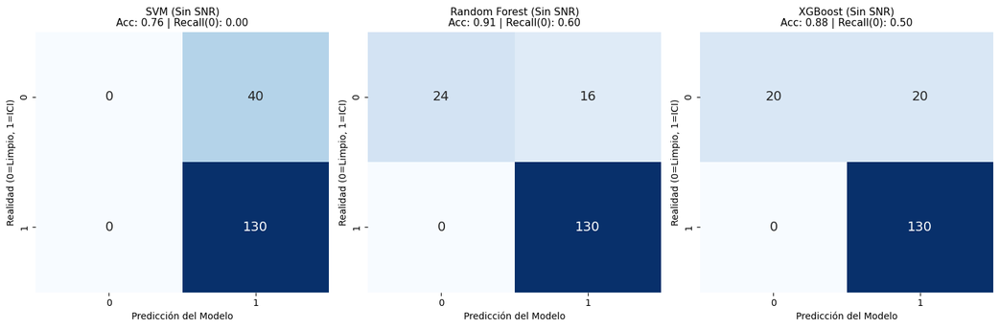 SVM (Sin SNR)
Acc: 0.76 | Recall(0): 0.00
Realidad (0=Limpio, 1=ICI)
0
1
0
40
0
130
0
1
Predicción del Modelo
Random Forest (Sin SNR)
Acc: 0.91 | Recall(0): 0.60
Realidad (0=Limpio, 1=ICI)
0
1
24
16
0
130
0
1
Predicción del Modelo
XGBoost (Sin SNR)
Acc: 0.88 | Recall(0): 0.50
Realidad (0=Limpio, 1=ICI)
0
1
20
20
0
130
0
1
Predicción del Modelo